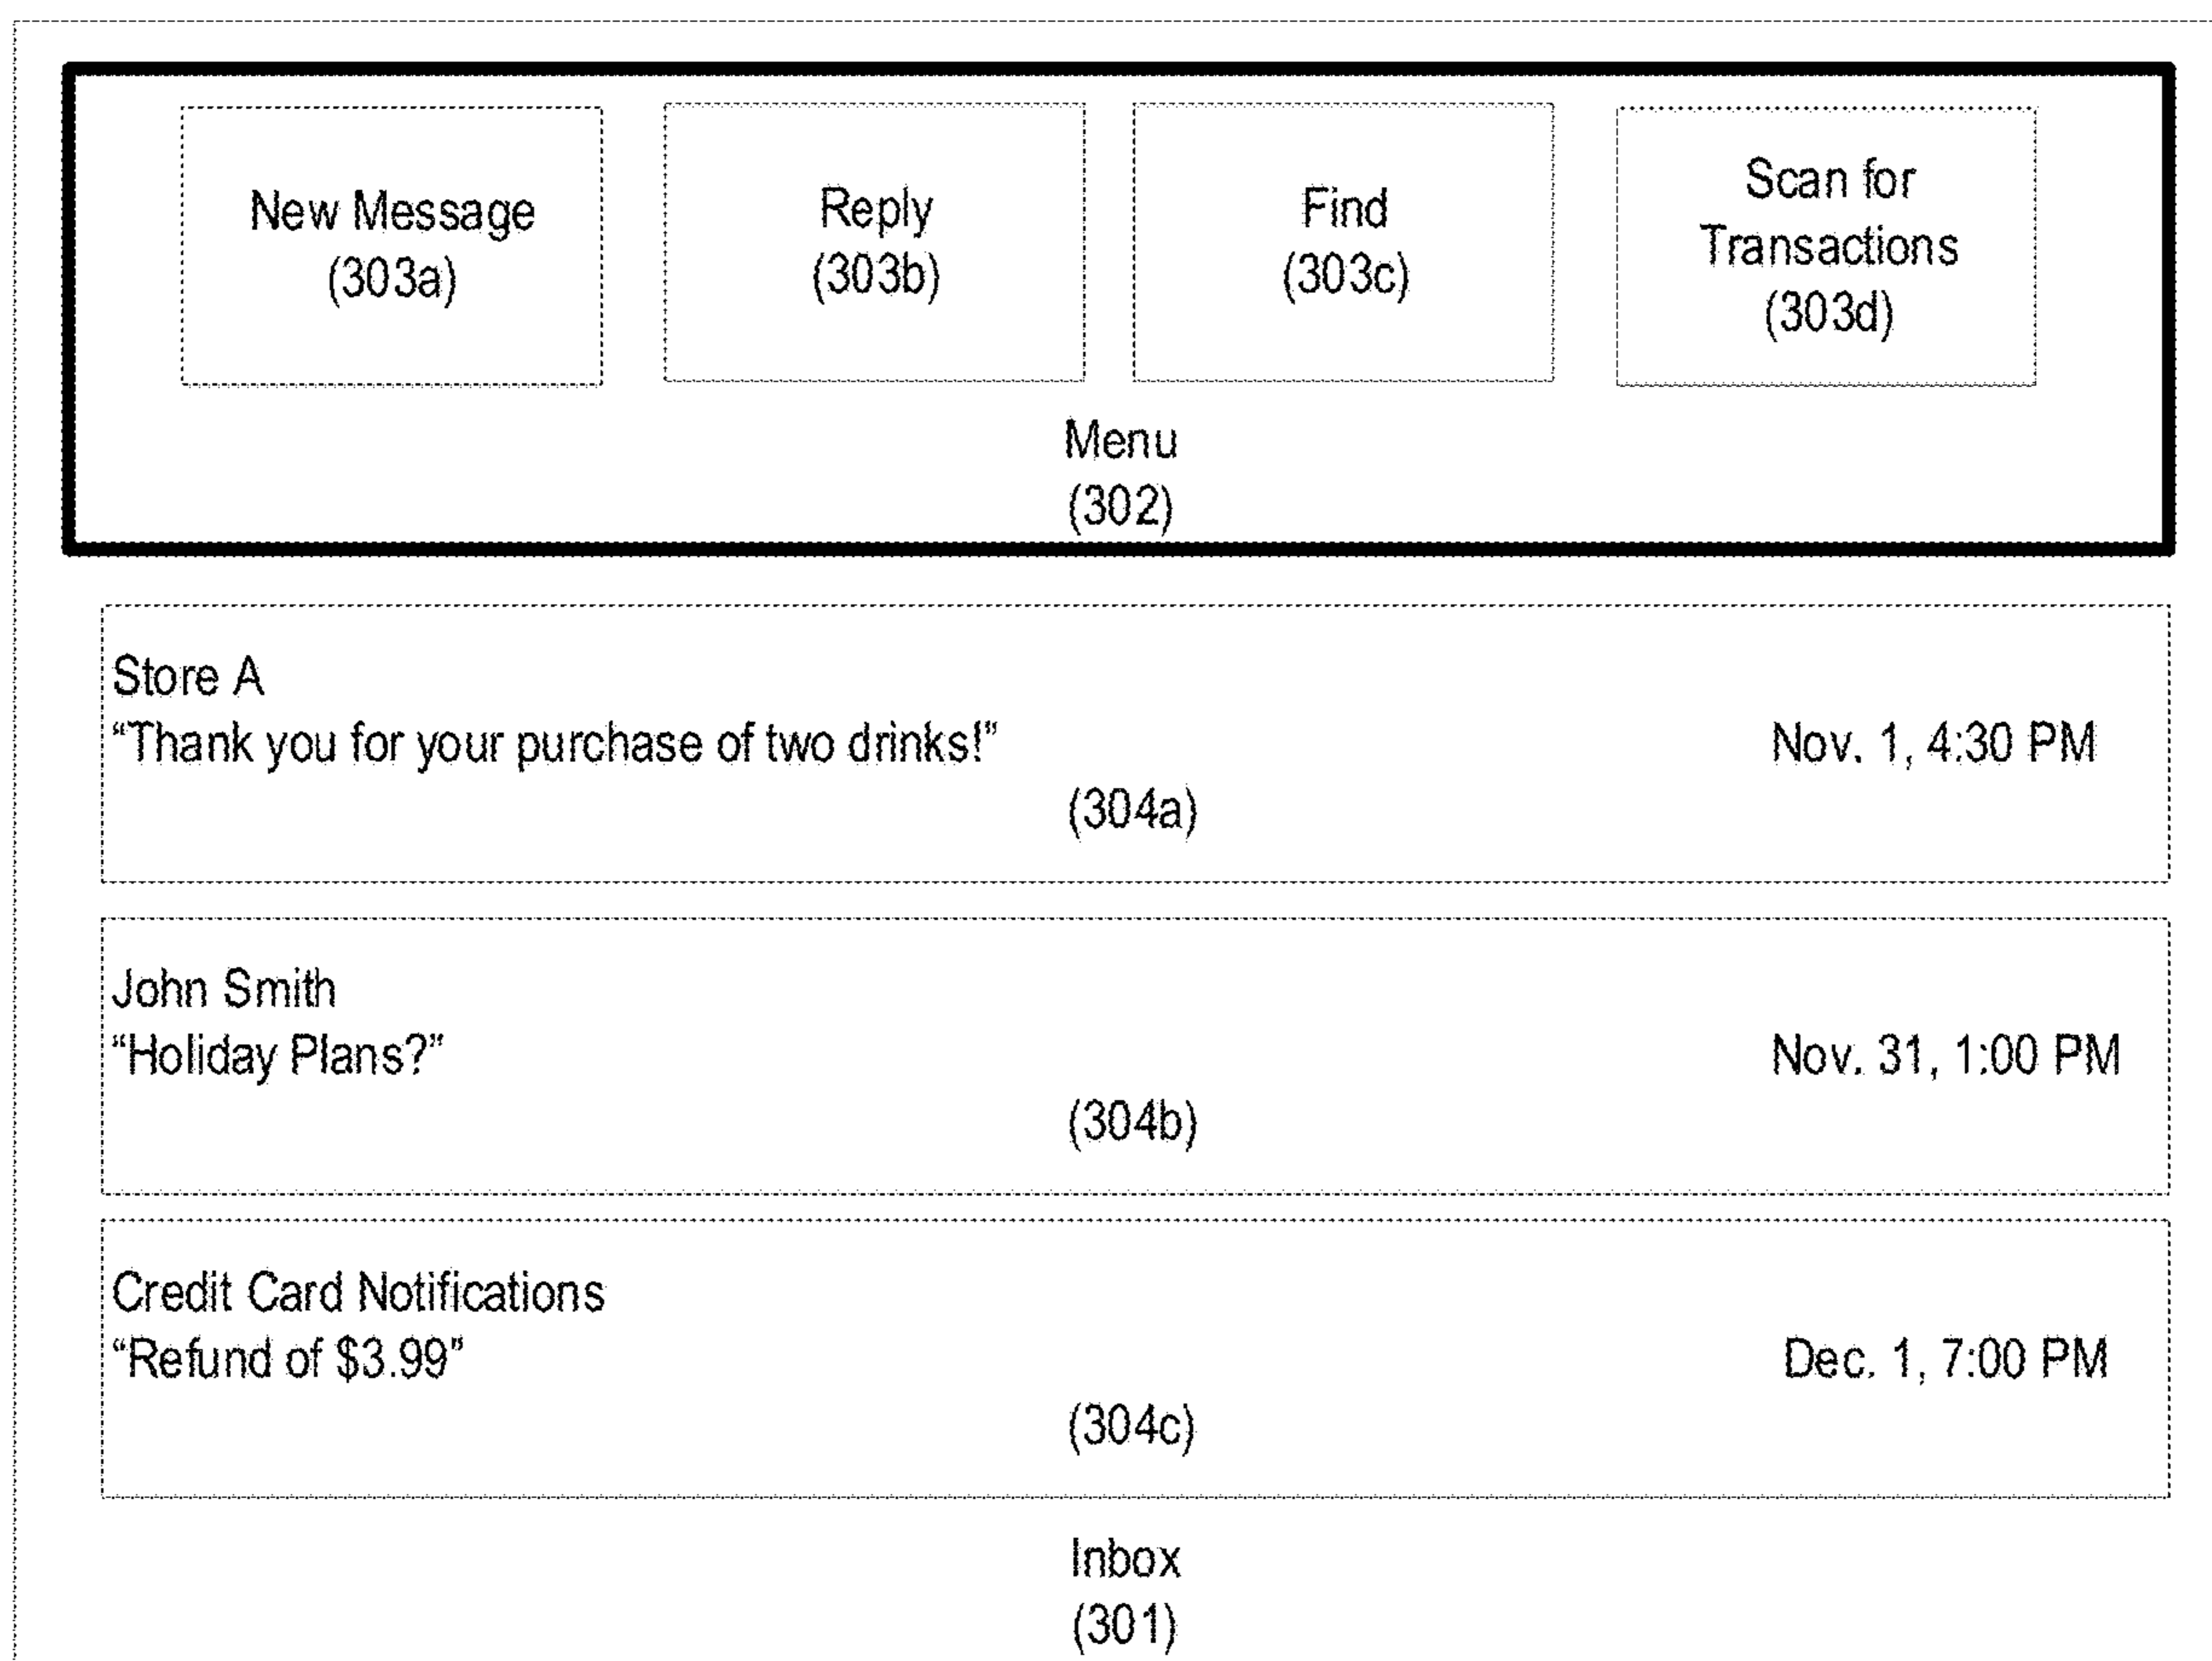 New Message
(303a)
Reply
(303b)
Find
(303c)
Scan for
Transactions
(303d)
Menu
(302)
Store A
“Thank you for your purchase of two drinks!”
Nov. 1, 4:30 PM
(304a)
John Smith
“Holiday Plans?”
Nov. 31, 1:00 PM
(304b)
Credit Card Notifications
“Refund of $3.99”
Dec. 1, 7:00 PM
(304c)
Inbox
(301)